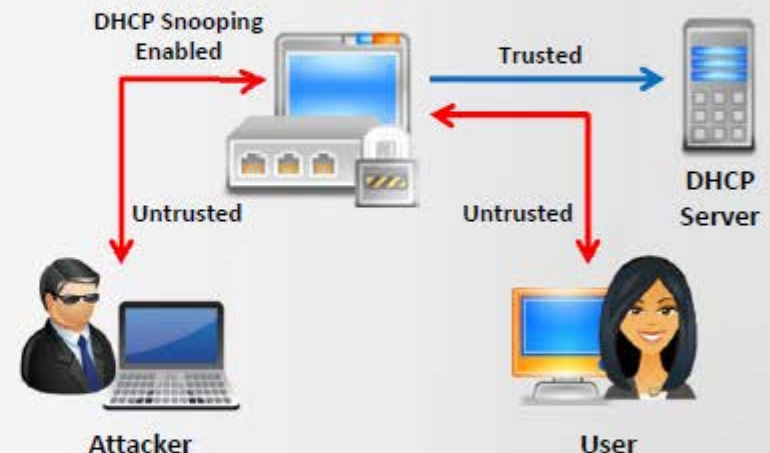 DHCP Snooping
Enabled
Trusted
Untrusted
Untrusted
DHCP
Server
Attacker
User